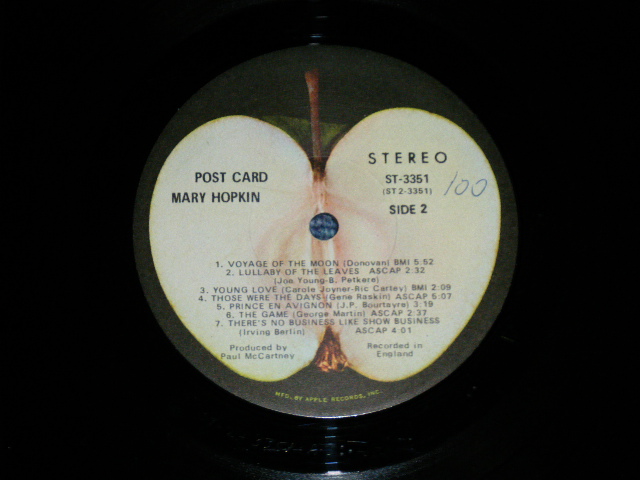 POST CARD
MARY HOPKIN
STEREO
ST-3351
(ST 2-3351)
100
SIDE 2
1. VOYAGE OF THE MOON (Donovan) BMI 5:52
2. LULLABY OF THE LEAVES ASCAP 2:32
(Joe Young-B. Petkere)
3. YOUNG LOVE (Carole Joyner-Ric Cartey) BMI 2:09
4. THOSE WERE THE DAYS (Gene Raskin) ASCAP 5:07
5. PRINCE EN AVIGNON (J.P. Bourtayre) 3:19
6. THE GAME (George Martin) ASCAP 2:37
7. THERE'S NO BUSINESS LIKE SHOW BUSINESS
(Irving Berlin) ASCAP 4:01
Produced by
Paul McCartney
Recorded in
England
MFD. BY APPLE RECORDS, INC.